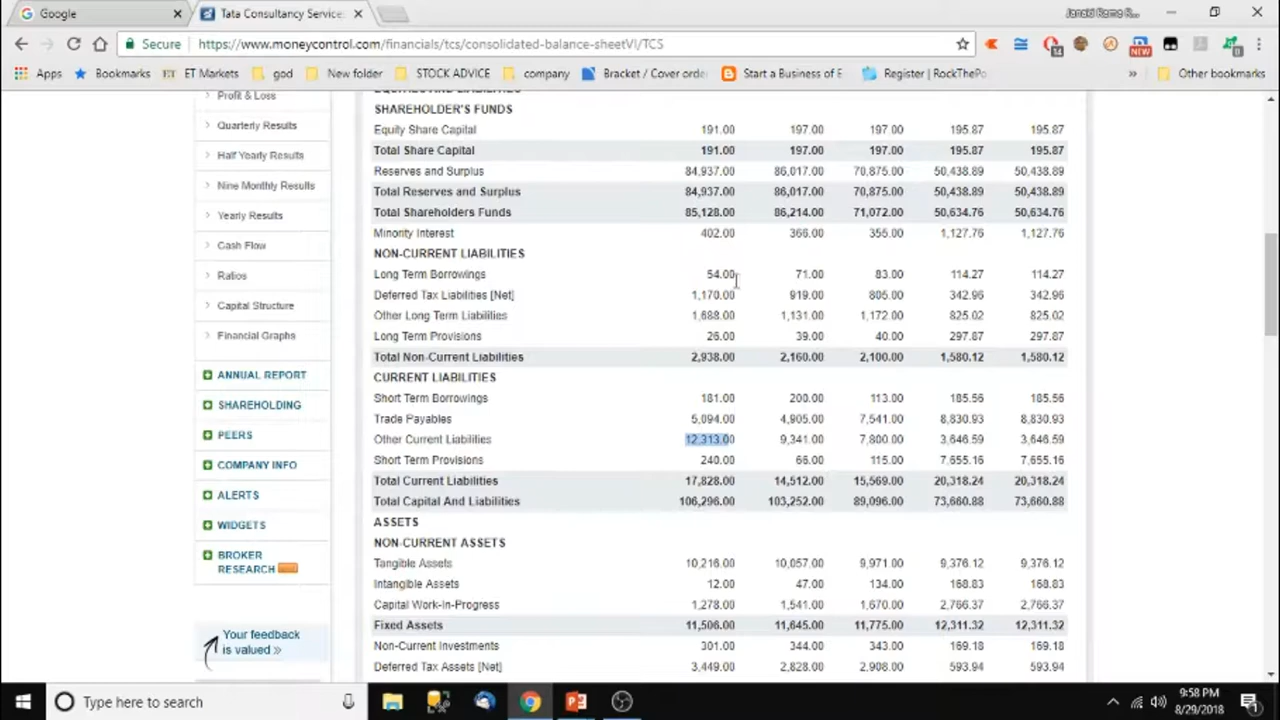 Google
Tata Consultancy Service
Secure https://www.moneycontrol.com/financials/tcs/consolidated-balance-sheetVI/TCS
14 NEW 0
Apps Bookmarks ET ET Markets god New folder STOCK ADVICE company Bracket / Cover orde Start a Business of E Register | RockThePo » Other bookmarks
SHAREHOLDER'S FUNDS
Profit & Loss
Quarterly Results
Half Yearly Results
Nine Monthly Results
Yearly Results
Cash Flow
Ratios
Capital Structure
Financial Graphs
ANNUAL REPORT
SHAREHOLDING
PEERS
COMPANY INFO
ALERTS
WIDGETS
BROKER
RESEARCH
Your feedback
is valued »
Equity Share Capital 191.00 197.00 197.00 195.87 195.87
Total Share Capital 191.00 197.00 197.00 195.87 195.87
Reserves and Surplus 84,937.00 86,017.00 70,875.00 50,438.89 50,438.89
Total Reserves and Surplus 84,937.00 86,017.00 70,875.00 50,438.89 50,438.89
Total Shareholders Funds 85,128.00 86,214.00 71,072.00 50,634.76 50,634.76
Minority Interest 402.00 366.00 355.00 1,127.76 1,127.76
NON-CURRENT LIABILITIES
Long Term Borrowings 54.00 71.00 83.00 114.27 114.27
Deferred Tax Liabilities [Net] 1,170.00 919.00 805.00 342.96 342.96
Other Long Term Liabilities 1,688.00 1,131.00 1,172.00 825.02 825.02
Long Term Provisions 26.00 39.00 40.00 297.87 297.87
Total Non-Current Liabilities 2,938.00 2,160.00 2,100.00 1,580.12 1,580.12
CURRENT LIABILITIES
Short Term Borrowings 181.00 200.00 113.00 185.56 185.56
Trade Payables 5,094.00 4,905.00 7,541.00 8,830.93 8,830.93
Other Current Liabilities 12,313.00 9,341.00 7,800.00 3,646.59 3,646.59
Short Term Provisions 240.00 66.00 115.00 7,655.16 7,655.16
Total Current Liabilities 17,828.00 14,512.00 15,569.00 20,318.24 20,318.24
Total Capital And Liabilities 106,296.00 103,252.00 89,096.00 73,660.88 73,660.88
ASSETS
NON-CURRENT ASSETS
Tangible Assets 10,216.00 10,057.00 9,971.00 9,376.12 9,376.12
Intangible Assets 12.00 47.00 134.00 168.83 168.83
Capital Work-In-Progress 1,278.00 1,541.00 1,670.00 2,766.37 2,766.37
Fixed Assets 11,506.00 11,645.00 11,775.00 12,311.32 12,311.32
Non-Current Investments 301.00 344.00 343.00 169.18 169.18
Deferred Tax Assets [Net] 3,449.00 2,828.00 2,908.00 593.94 593.94
Type here to search
9:58 PM
8/29/2018